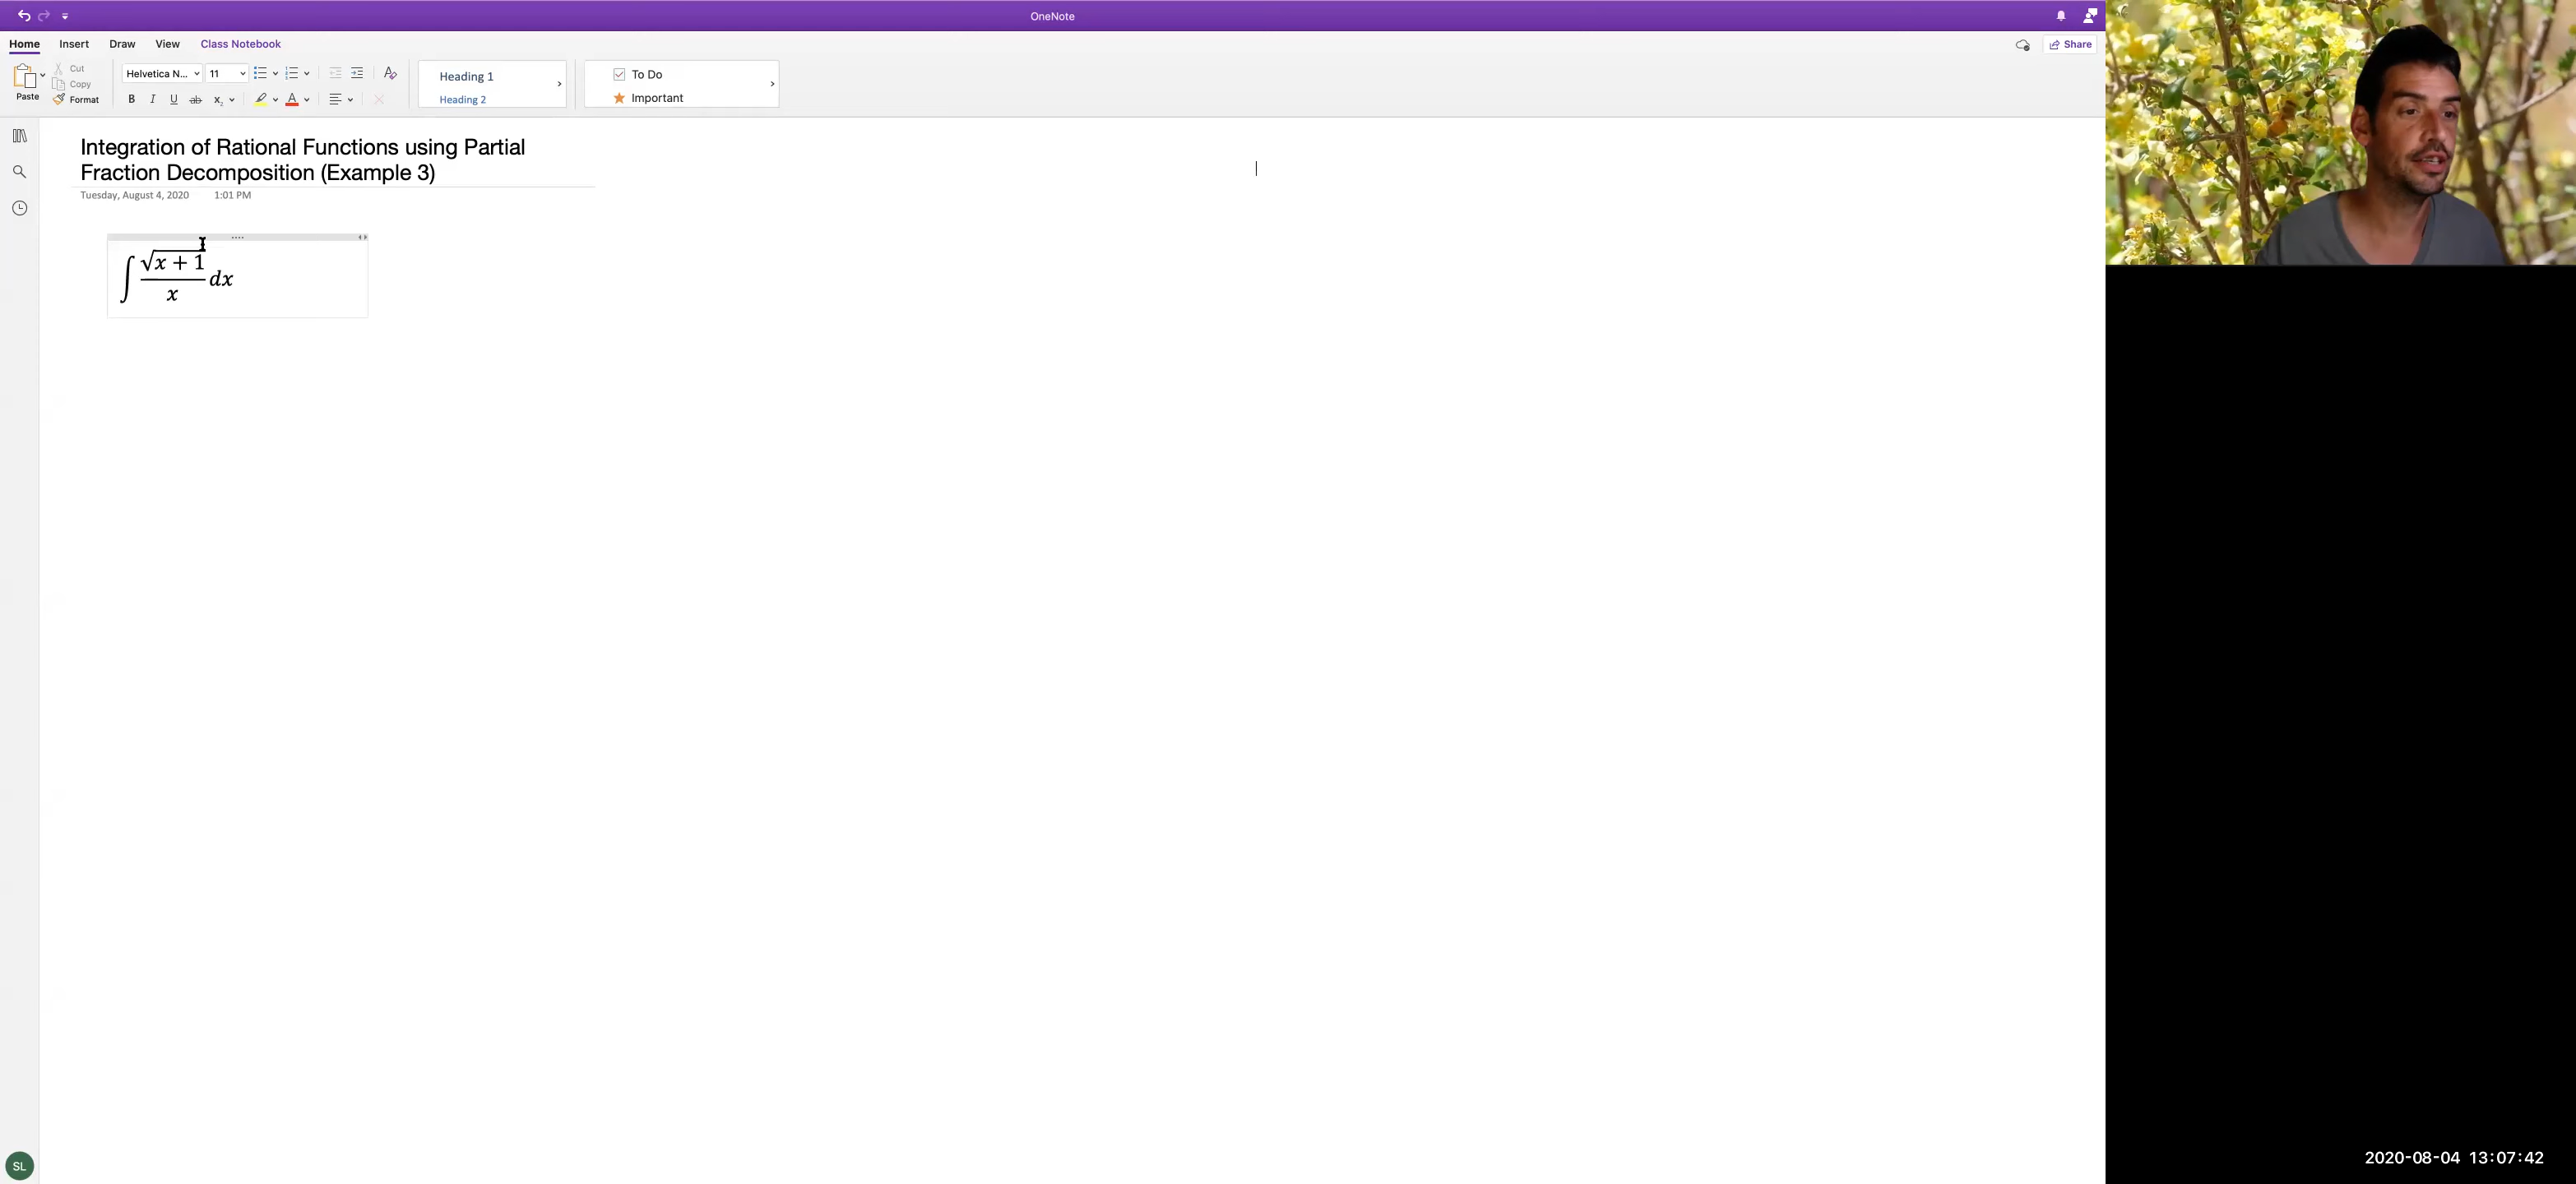 OneNote
Home Insert Draw View Class Notebook
Share
Paste
Cut
Copy
Format
Helvetica N... 11
B I U ab x₂ A
Heading 1
Heading 2
To Do
Important
Integration of Rational Functions using Partial
Fraction Decomposition (Example 3)
Tuesday, August 4, 2020 1:01 PM
∫ √(x + 1) / x dx
SL
2020-08-04 13:07:42